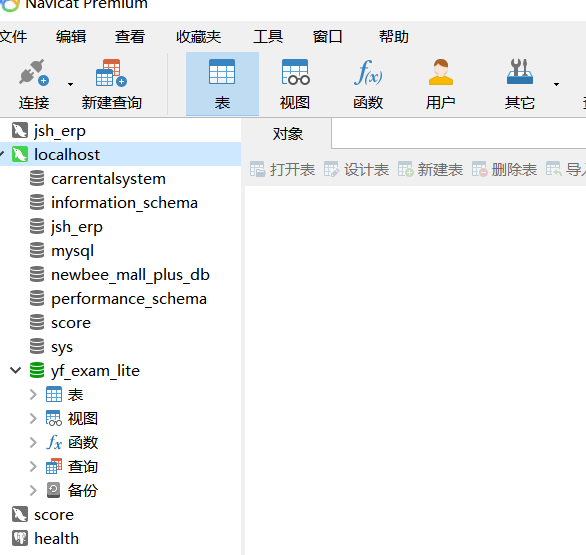 Navicat Premium
文件 编辑 查看 收藏夹 工具 窗口 帮助
连接 新建查询 表 视图 函数 用户 其它
f(x)
jsh_erp
对象
localhost
打开表 设计表 新建表 删除表 导入
carrentalsystem
information_schema
jsh_erp
mysql
newbee_mall_plus_db
performance_schema
score
sys
yf_exam_lite
表
视图
fx 函数
查询
备份
score
health